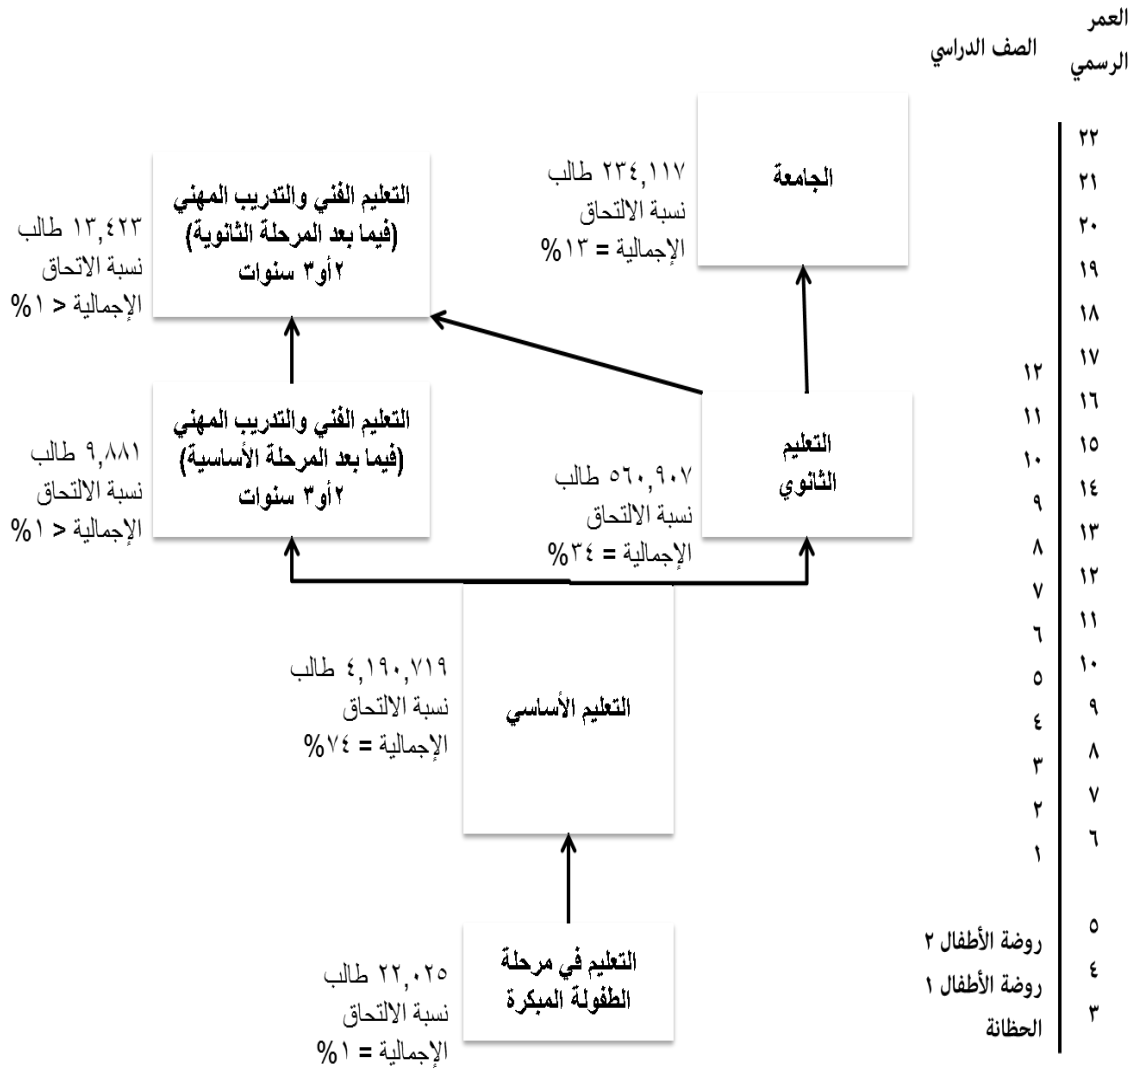 العمر
الرسمي
الصف الدراسي
٢٢
٢١
٢٠
١٩
١٨
١٧
١٦
١٥
١٤
١٣
١٢
١١
١٠
٩
٨
٧
٦
٥
٤
٣
١٢
١١
١٠
٩
٨
٧
٦
٥
٤
٣
٢
١
روضة الأطفال ٢
روضة الأطفال ١
الحظانة
الجامعة
٢٣٤,١١٧ طالب
نسبة الالتحاق
الإجمالية = ١٣%
التعليم الفني والتدريب المهني
(فيما بعد المرحلة الثانوية)
٢أو٣ سنوات
١٣,٤٢٣ طالب
نسبة الاتحاق
الإجمالية < ١%
التعليم
الثانوي
٥٦٠,٩٠٧ طالب
نسبة الالتحاق
الإجمالية = ٣٤%
التعليم الفني والتدريب المهني
(فيما بعد المرحلة الأساسية)
٢أو٣ سنوات
٩,٨٨١ طالب
نسبة الالتحاق
الإجمالية < ١%
التعليم الأساسي
٤,١٩٠,٧١٩ طالب
نسبة الالتحاق
الإجمالية = ٧٤%
التعليم في مرحلة
الطفولة المبكرة
٢٢,٠٢٥ طالب
نسبة الالتحاق
الإجمالية = ١%